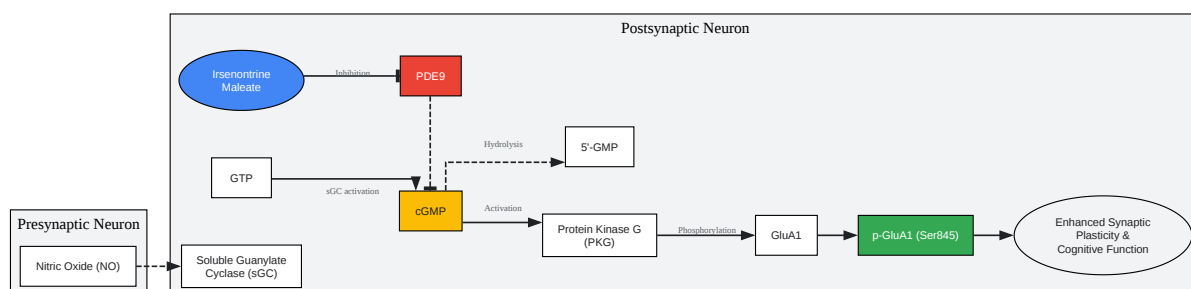 Postsynaptic Neuron
Irsenontrine
Maleate
Inhibition
PDE9
Hydrolysis
5'-GMP
GTP
sGC activation
cGMP
Activation
Protein Kinase G
(PKG)
Phosphorylation
GluA1
p-GluA1 (Ser845)
Enhanced Synaptic
Plasticity &
Cognitive Function
Presynaptic Neuron
Nitric Oxide (NO)
Soluble Guanylate
Cyclase (sGC)